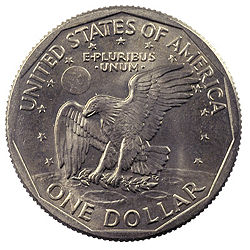 UNITED STATES OF AMERICA
E·PLURIBUS
·UNUM·
ONE DOLLAR